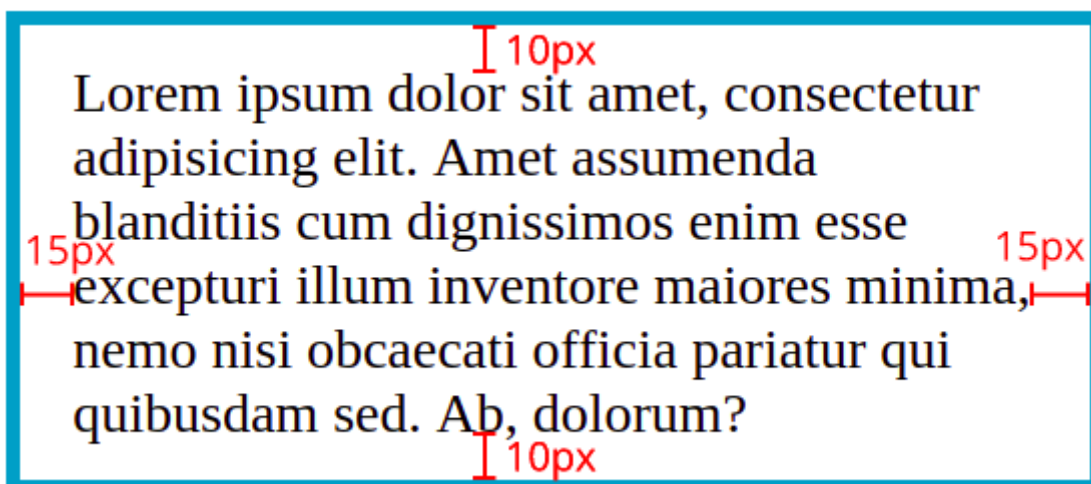 10px
Lorem ipsum dolor sit amet, consectetur
adipisicing elit. Amet assumenda
blanditiis cum dignissimos enim esse
15px
15px
excepturi illum inventore maiores minima,
nemo nisi obcaecati officia pariatur qui
quibusdam sed. Ab, dolorum?
10px